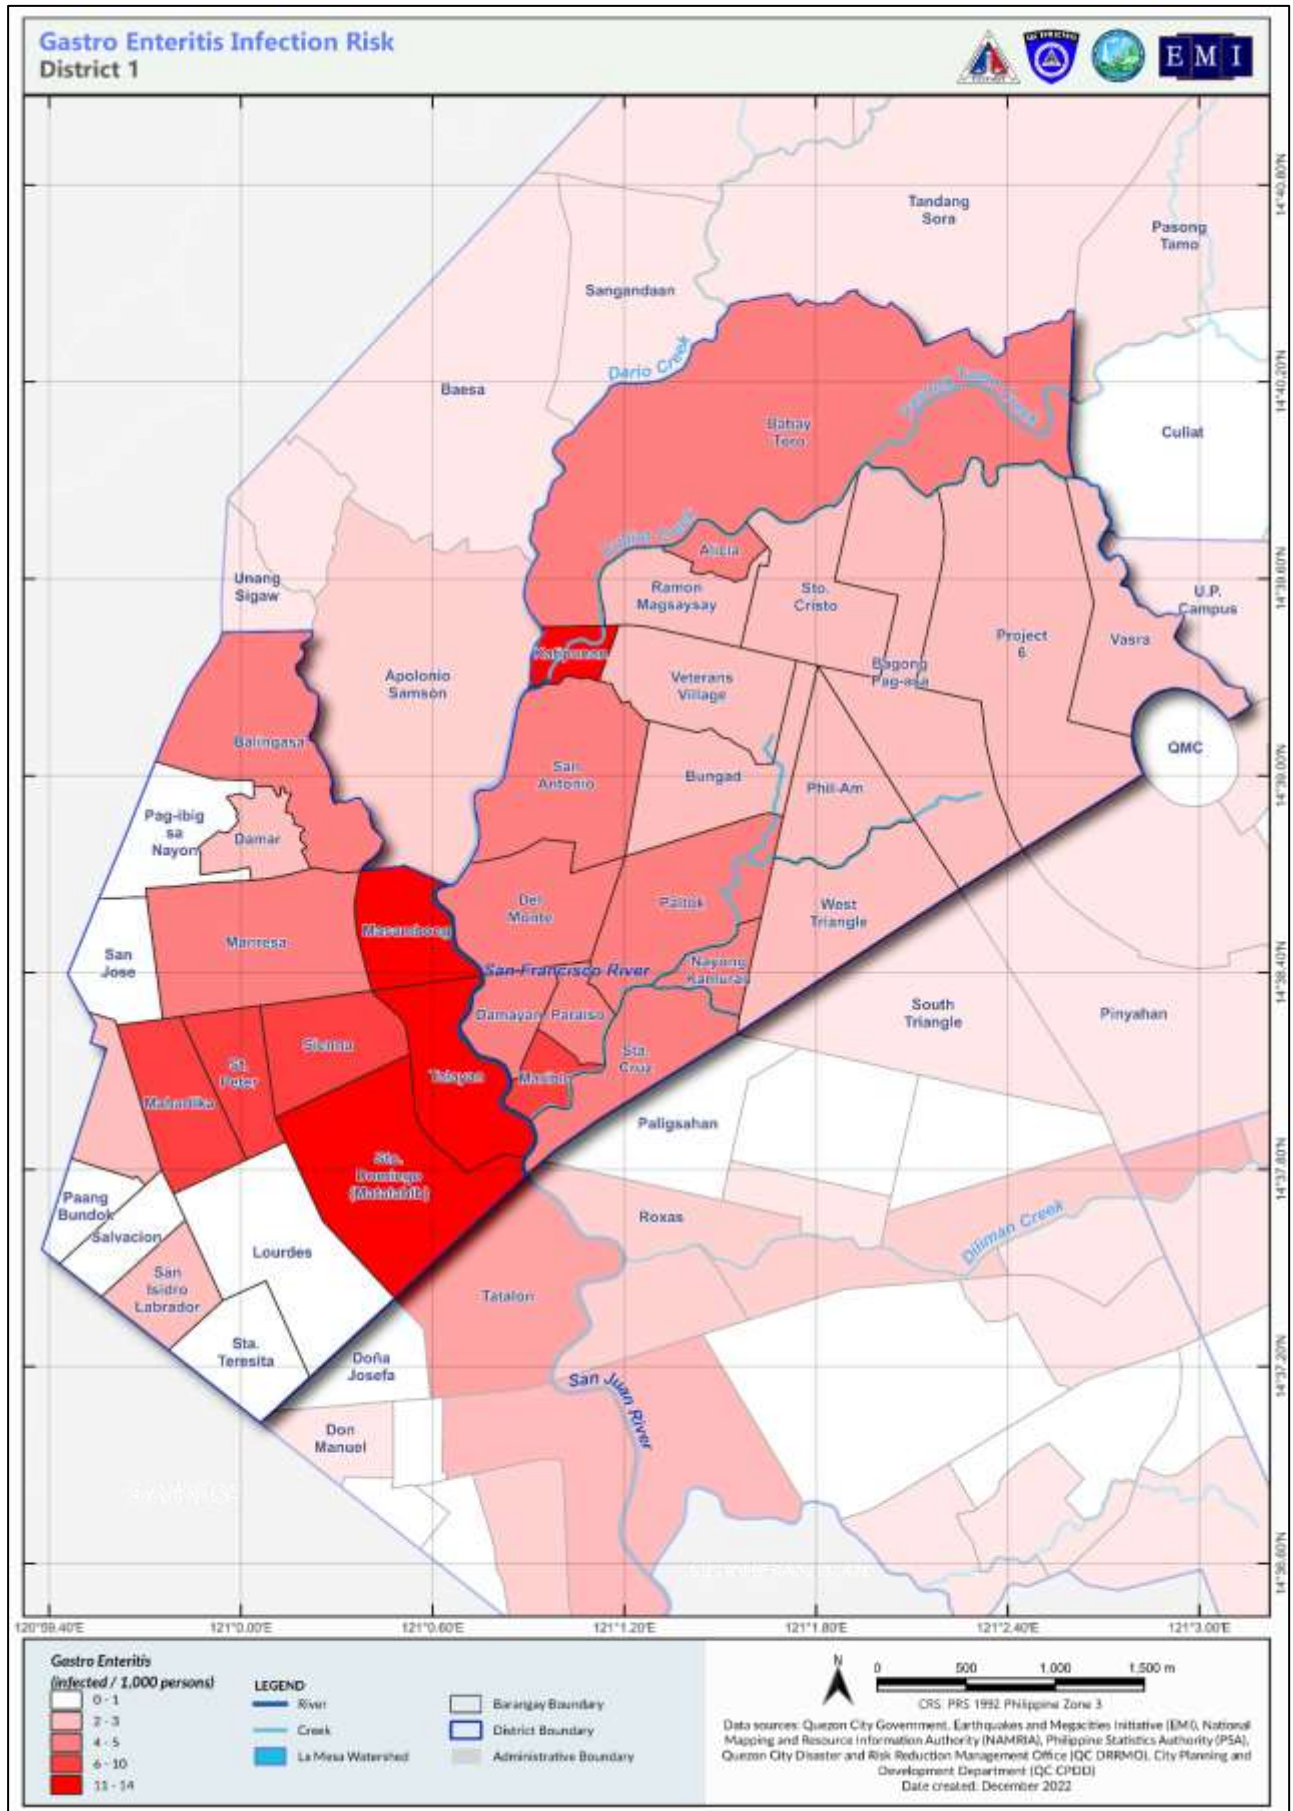 Gastro Enteritis Infection Risk
District 1
EMI
Tandang
Sora
Pasong
Tamo
Sangandaan
Dario Creek
Baesa
Bahay
Toro
Culiat
Alicia
Unang
Sigaw
Ramon
Magsaysay
Sto.
Cristo
U.P.
Campus
Project
6
Vasra
Katipunan
Apolonio
Samson
Veterans
Village
Bagong
Pag-asa
Balingasa
San
Antonio
Bungad
QMC
Phil-Am
Pag-ibig
sa
Nayon
Damar
Del
Monte
Paltok
West
Triangle
Masambong
Manresa
San
Jose
San Francisco River
Nayong
Kanluran
Damayan
Paraiso
South
Triangle
Pinyahan
Sienna
St.
Peter
Sta.
Cruz
Talayan
Mariblo
Maharlika
Paligsahan
Sto.
Domingo
(Matalahib)
Paang
Bundok
Salvacion
Roxas
Diliman Creek
Lourdes
San
Isidro
Labrador
Tatalon
Sta.
Teresita
Doña
Josefa
San Juan River
Don
Manuel
14°40.80'N
14°40.20'N
14°39.60'N
14°39.00'N
14°38.40'N
14°37.80'N
14°37.20'N
14°36.60'N
120°59.40'E
121°0.00'E
121°0.60'E
121°1.20'E
121°1.80'E
121°2.40'E
121°3.00'E
Gastro Enteritis
(infected / 1,000 persons)
0 - 1
2 - 3
4 - 5
6 - 10
11 - 14
LEGEND
River
Creek
La Mesa Watershed
Barangay Boundary
District Boundary
Administrative Boundary
N
0 500 1,000 1,500 m
CRS: PRS 1992 Philippine Zone 3
Data sources: Quezon City Government, Earthquakes and Megacities Initiative (EMI), National
Mapping and Resource Information Authority (NAMRIA), Philippine Statistics Authority (PSA),
Quezon City Disaster and Risk Reduction Management Office (QC DRRMO), City Planning and
Development Department (QC CPDD)
Date created: December 2022